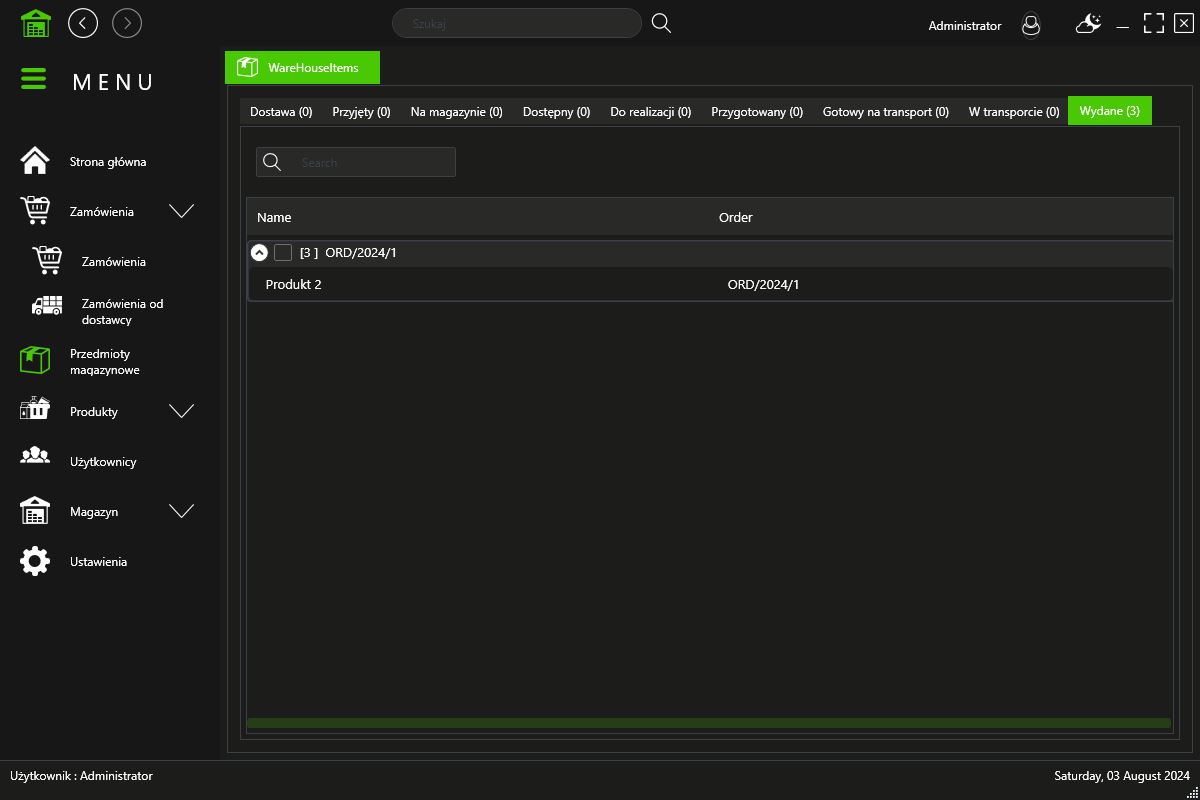 Szukaj
Administrator
MENU
WareHouseItems
Dostawa (0) Przyjęty (0) Na magazynie (0) Dostępny (0) Do realizacji (0) Przygotowany (0) Gotowy na transport (0) W transporcie (0) Wydane (3)
Search
Strona główna
Zamówienia
Zamówienia
Zamówienia od
dostawcy
Przedmioty
magazynowe
Produkty
Użytkownicy
Magazyn
Ustawienia
Name Order
[3 ] ORD/2024/1
Produkt 2 ORD/2024/1
Użytkownik : Administrator
Saturday, 03 August 2024